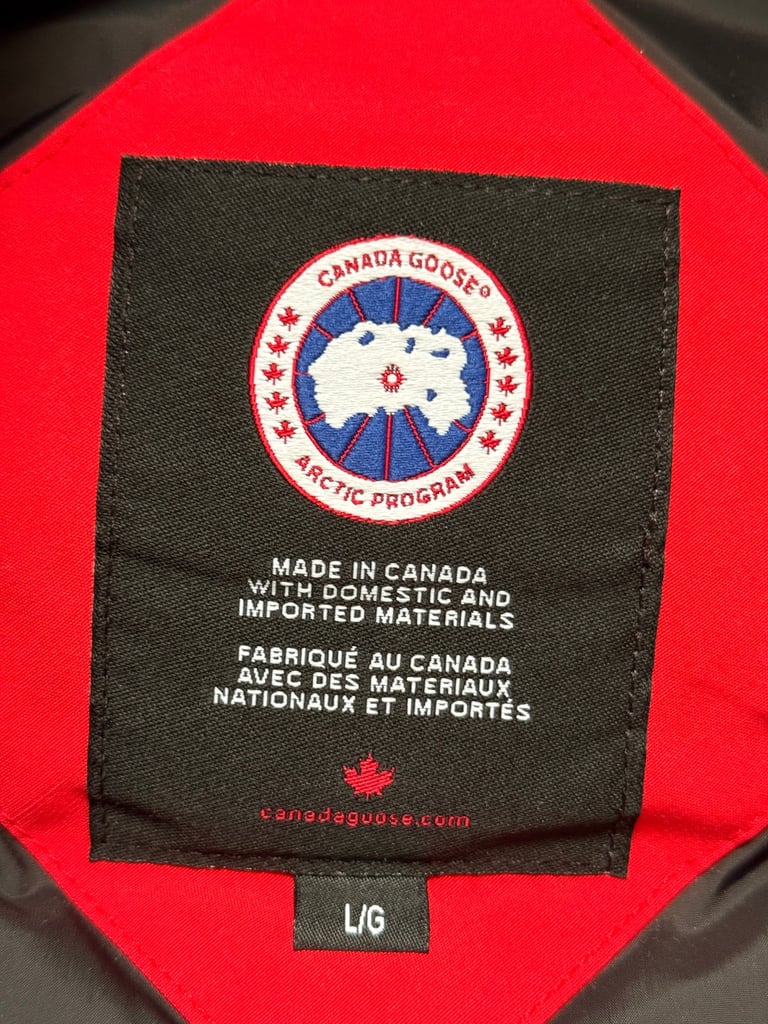 CANADA GOOSE®
ARCTIC PROGRAM
MADE IN CANADA
WITH DOMESTIC AND
IMPORTED MATERIALS
FABRIQUÉ AU CANADA
AVEC DES MATERIAUX
NATIONAUX ET IMPORTÉS
canadagoose.com
L/G